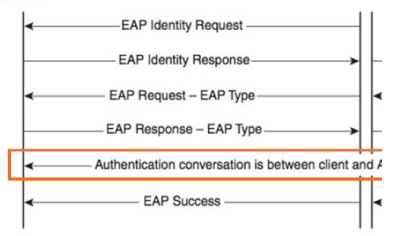 EAP Identity Request
EAP Identity Response
EAP Request – EAP Type
EAP Response – EAP Type
Authentication conversation is between client and A
EAP Success